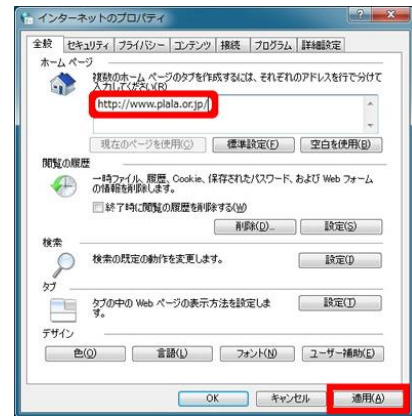 インターネットのプロパティ
全般 セキュリティ プライバシー コンテンツ 接続 プログラム 詳細設定
ホーム ページ
複数のホーム ページのタブを作成するには、それぞれのアドレスを行で分けて
入力してください(R)
http://www.plala.or.jp/
現在のページを使用(C) 標準設定(F) 空白を使用(B)
閲覧の履歴
一時ファイル、履歴、Cookie、保存されたパスワード、および Web フォーム
の情報を削除します。
終了時に閲覧の履歴を削除する(W)
削除(D)... 設定(S)
検索
検索の既定の動作を変更します。 設定(I)
タブ
タブの中の Web ページの表示方法を設定しま 設定(T)
す。
デザイン
色(O) 言語(L) フォント(N) ユーザー補助(E)
OK キャンセル 適用(A)